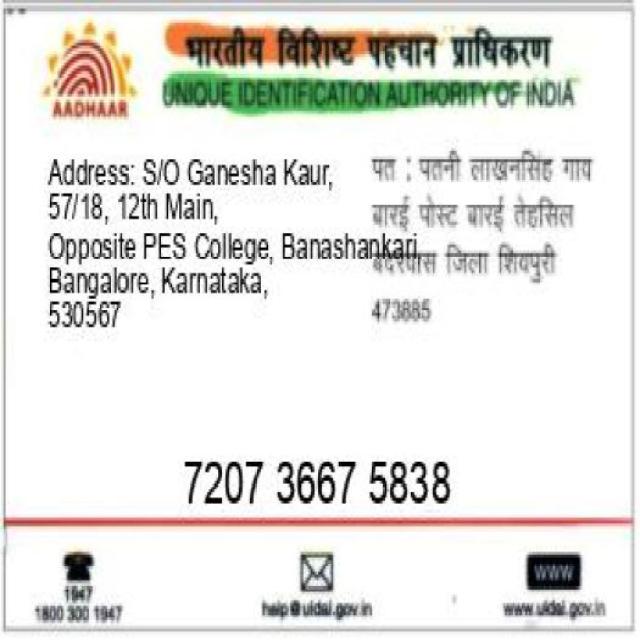 भारतीय विशिष्ट पहचान प्राधिकरण
AADHAAR
UNIQUE IDENTIFICATION AUTHORITY OF INDIA
Address: S/O Ganesha Kaur,
57/18, 12th Main,
Opposite PES College, Banashankari,
Bangalore, Karnataka,
530567
पत : पतनी लाखनसिंह गाव
बारई पोस्ट बारई तेहसिल
बदरवास जिला शिवपुरी
473885
7207 3667 5838
1947
1800 300 1947
help@uidai.gov.in
WWW
www.uidai.gov.in